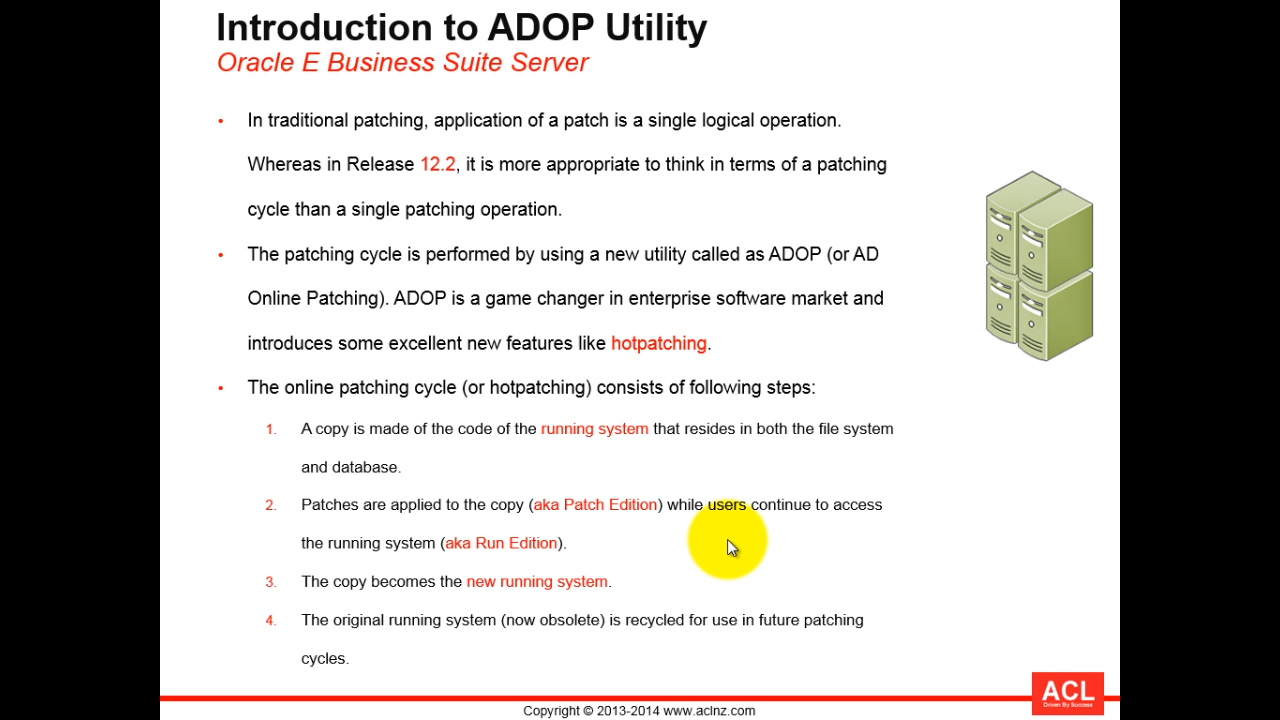 Introduction to ADOP Utility
Oracle E Business Suite Server
• In traditional patching, application of a patch is a single logical operation.
Whereas in Release 12.2, it is more appropriate to think in terms of a patching
cycle than a single patching operation.
• The patching cycle is performed by using a new utility called as ADOP (or AD
Online Patching). ADOP is a game changer in enterprise software market and
introduces some excellent new features like hotpatching.
• The online patching cycle (or hotpatching) consists of following steps:
1. A copy is made of the code of the running system that resides in both the file system
and database.
2. Patches are applied to the copy (aka Patch Edition) while users continue to access
the running system (aka Run Edition).
3. The copy becomes the new running system.
4. The original running system (now obsolete) is recycled for use in future patching
cycles.
ACL
Driven By Success
Copyright © 2013-2014 www.aclnz.com